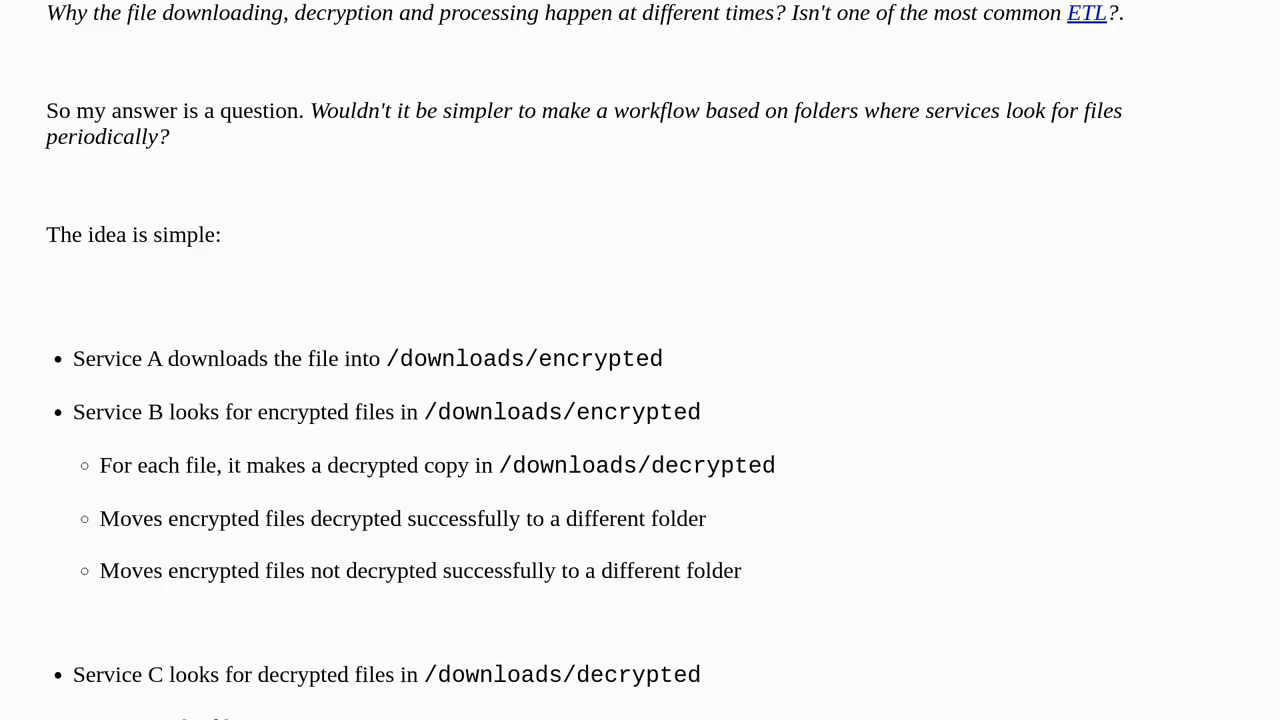 Why the file downloading, decryption and processing happen at different times? Isn't one of the most common ETL?.
So my answer is a question. Wouldn't it be simpler to make a workflow based on folders where services look for files
periodically?
The idea is simple:
• Service A downloads the file into /downloads/encrypted
• Service B looks for encrypted files in /downloads/encrypted
○ For each file, it makes a decrypted copy in /downloads/decrypted
○ Moves encrypted files decrypted successfully to a different folder
○ Moves encrypted files not decrypted successfully to a different folder
• Service C looks for decrypted files in /downloads/decrypted